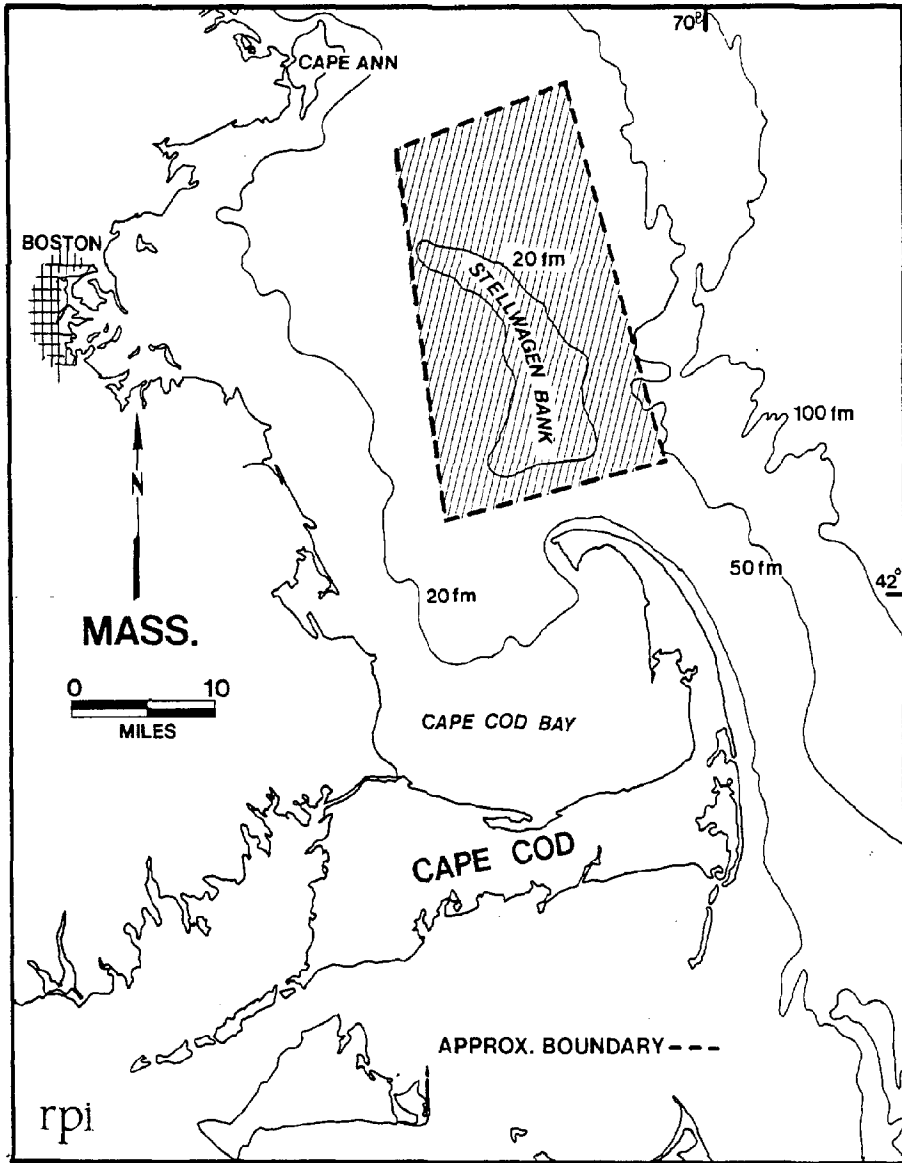 70°
CAPE ANN
BOSTON
20 fm
STELLWAGEN BANK
100 fm
N
50 fm
42°
20 fm
MASS.
0 10
MILES
CAPE COD BAY
CAPE COD
APPROX. BOUNDARY---
rpi